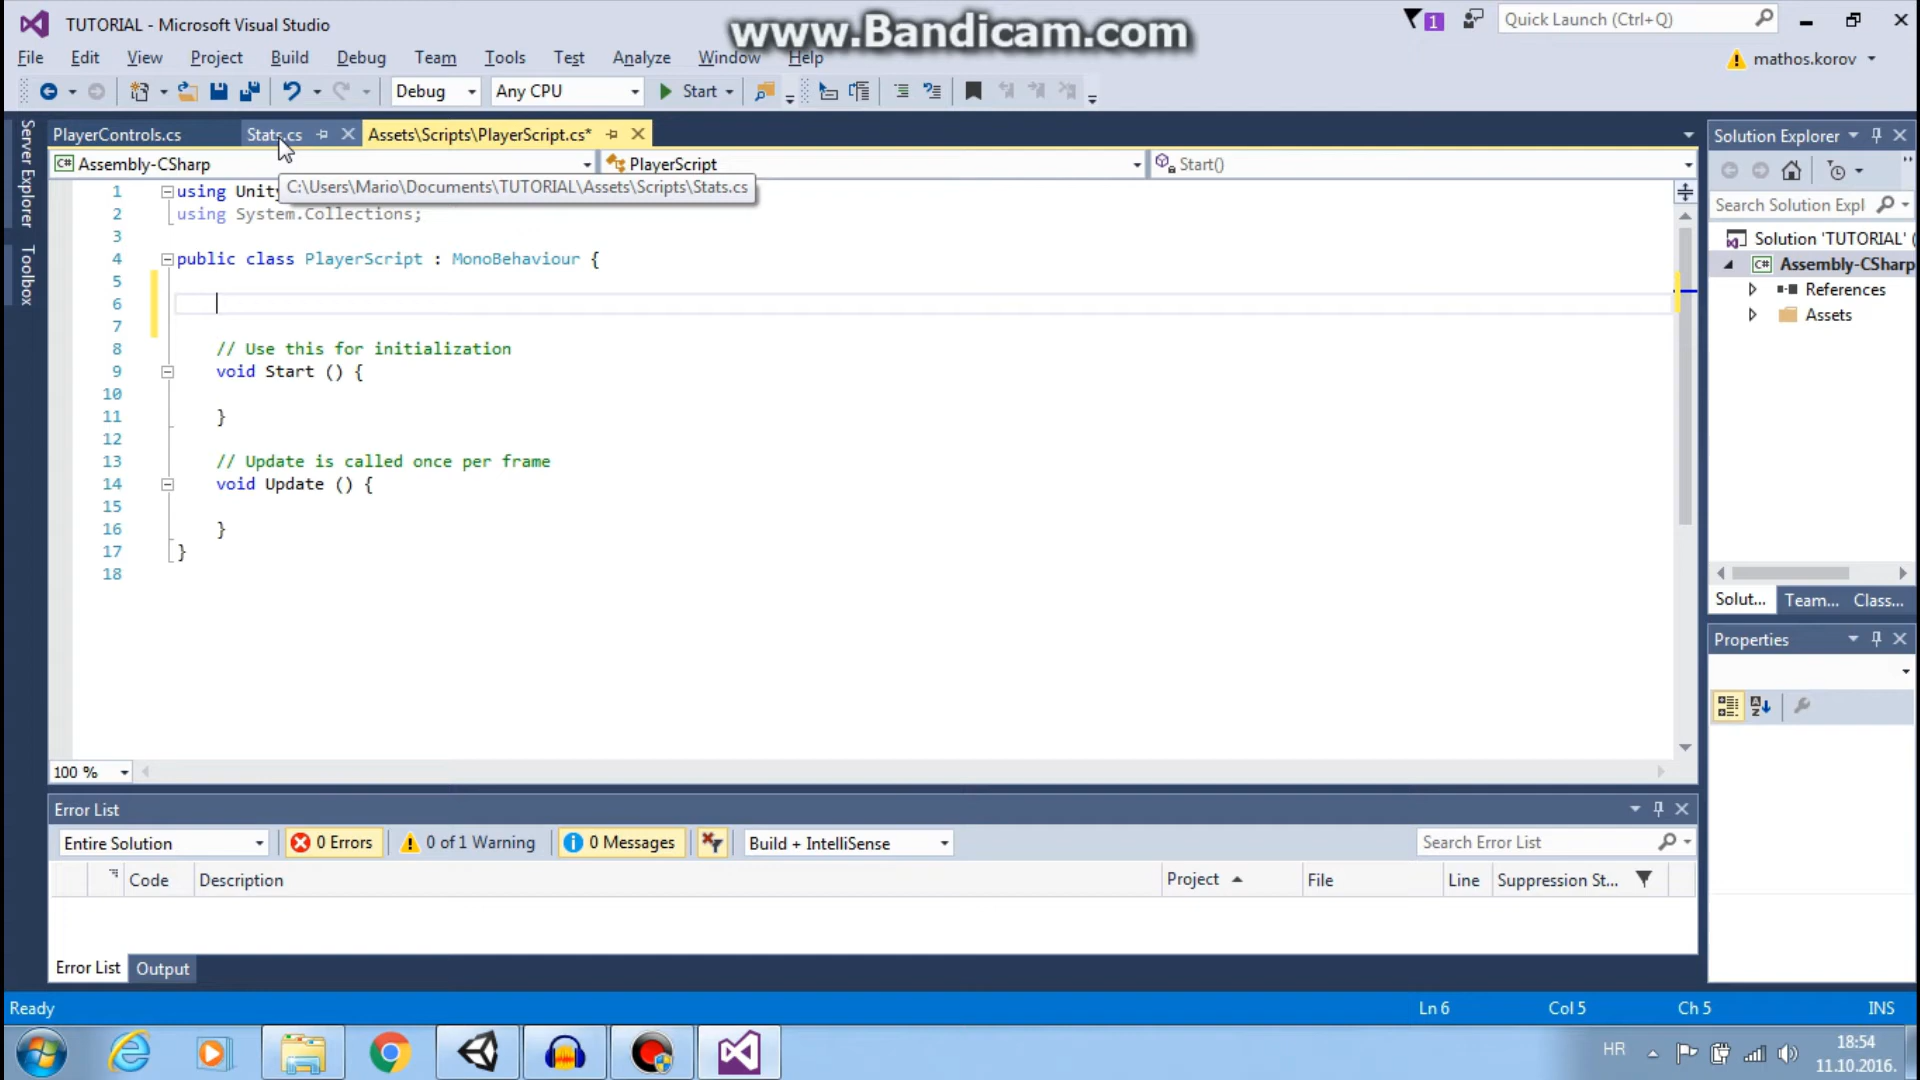 TUTORIAL - Microsoft Visual Studio
www.Bandicam.com
1
Quick Launch (Ctrl+Q)
File Edit View Project Build Debug Team Tools Test Analyze Window Help
mathos.korov
Debug Any CPU Start
Server Explorer
Toolbox
PlayerControls.cs Stats.cs Assets\Scripts\PlayerScript.cs*
Assembly-CSharp PlayerScript Start()
C:\Users\Mario\Documents\TUTORIAL\Assets\Scripts\Stats.cs
1 using Unity
2 using System.Collections;
3
4 public class PlayerScript : MonoBehaviour {
5
6
7
8 // Use this for initialization
9 void Start () {
10
11 }
12
13 // Update is called once per frame
14 void Update () {
15
16 }
17 }
18
100 %
Solution Explorer
Search Solution Expl
Solution 'TUTORIAL' (
Assembly-CSharp
References
Assets
Solut... Team... Class...
Properties
Error List
Entire Solution 0 Errors 0 of 1 Warning 0 Messages Build + IntelliSense Search Error List
Code Description Project File Line Suppression St...
Error List Output
Ready Ln 6 Col 5 Ch 5 INS
HR 18:54
11.10.2016.